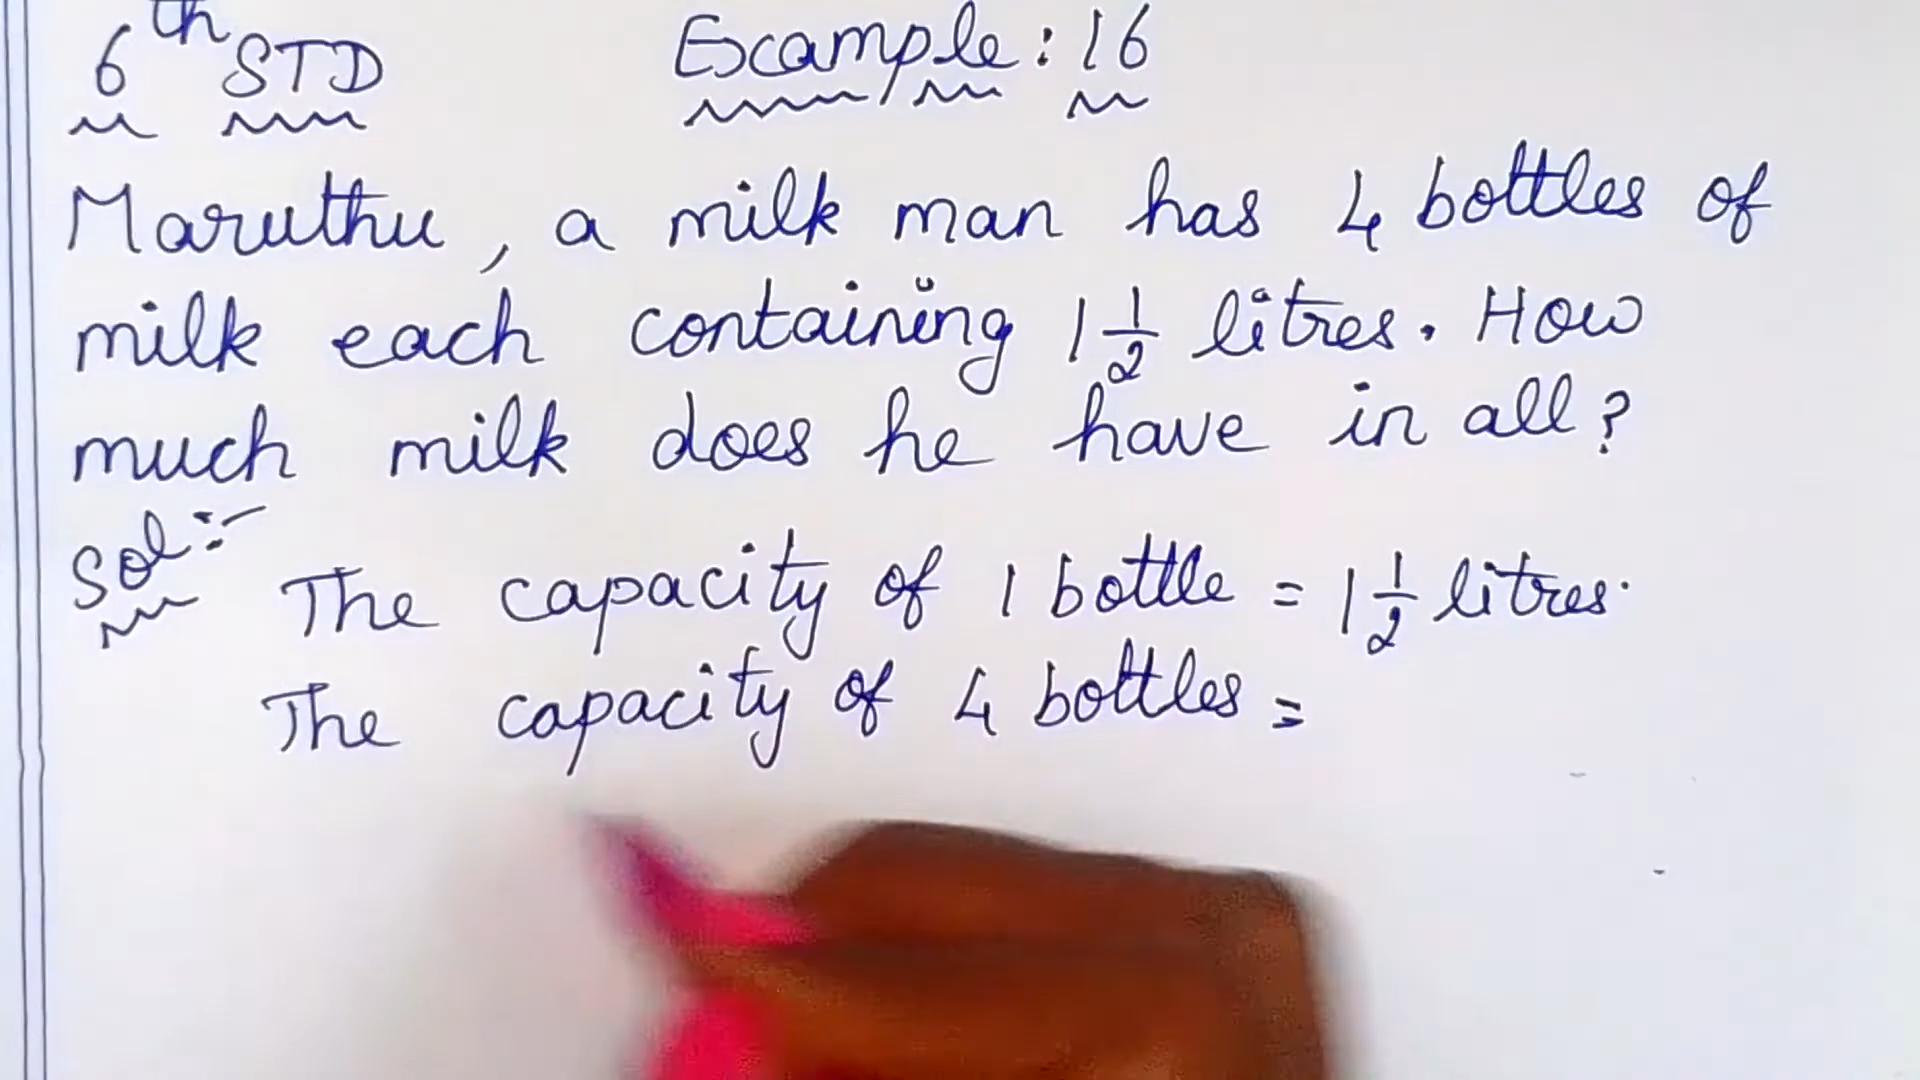 6th STD Example: 16
Maruthu, a milk man has 4 bottles of
milk each containing 1 1/2 litres. How
much milk does he have in all?
Sol:-
The capacity of 1 bottle = 1 1/2 litres.
The capacity of 4 bottles =